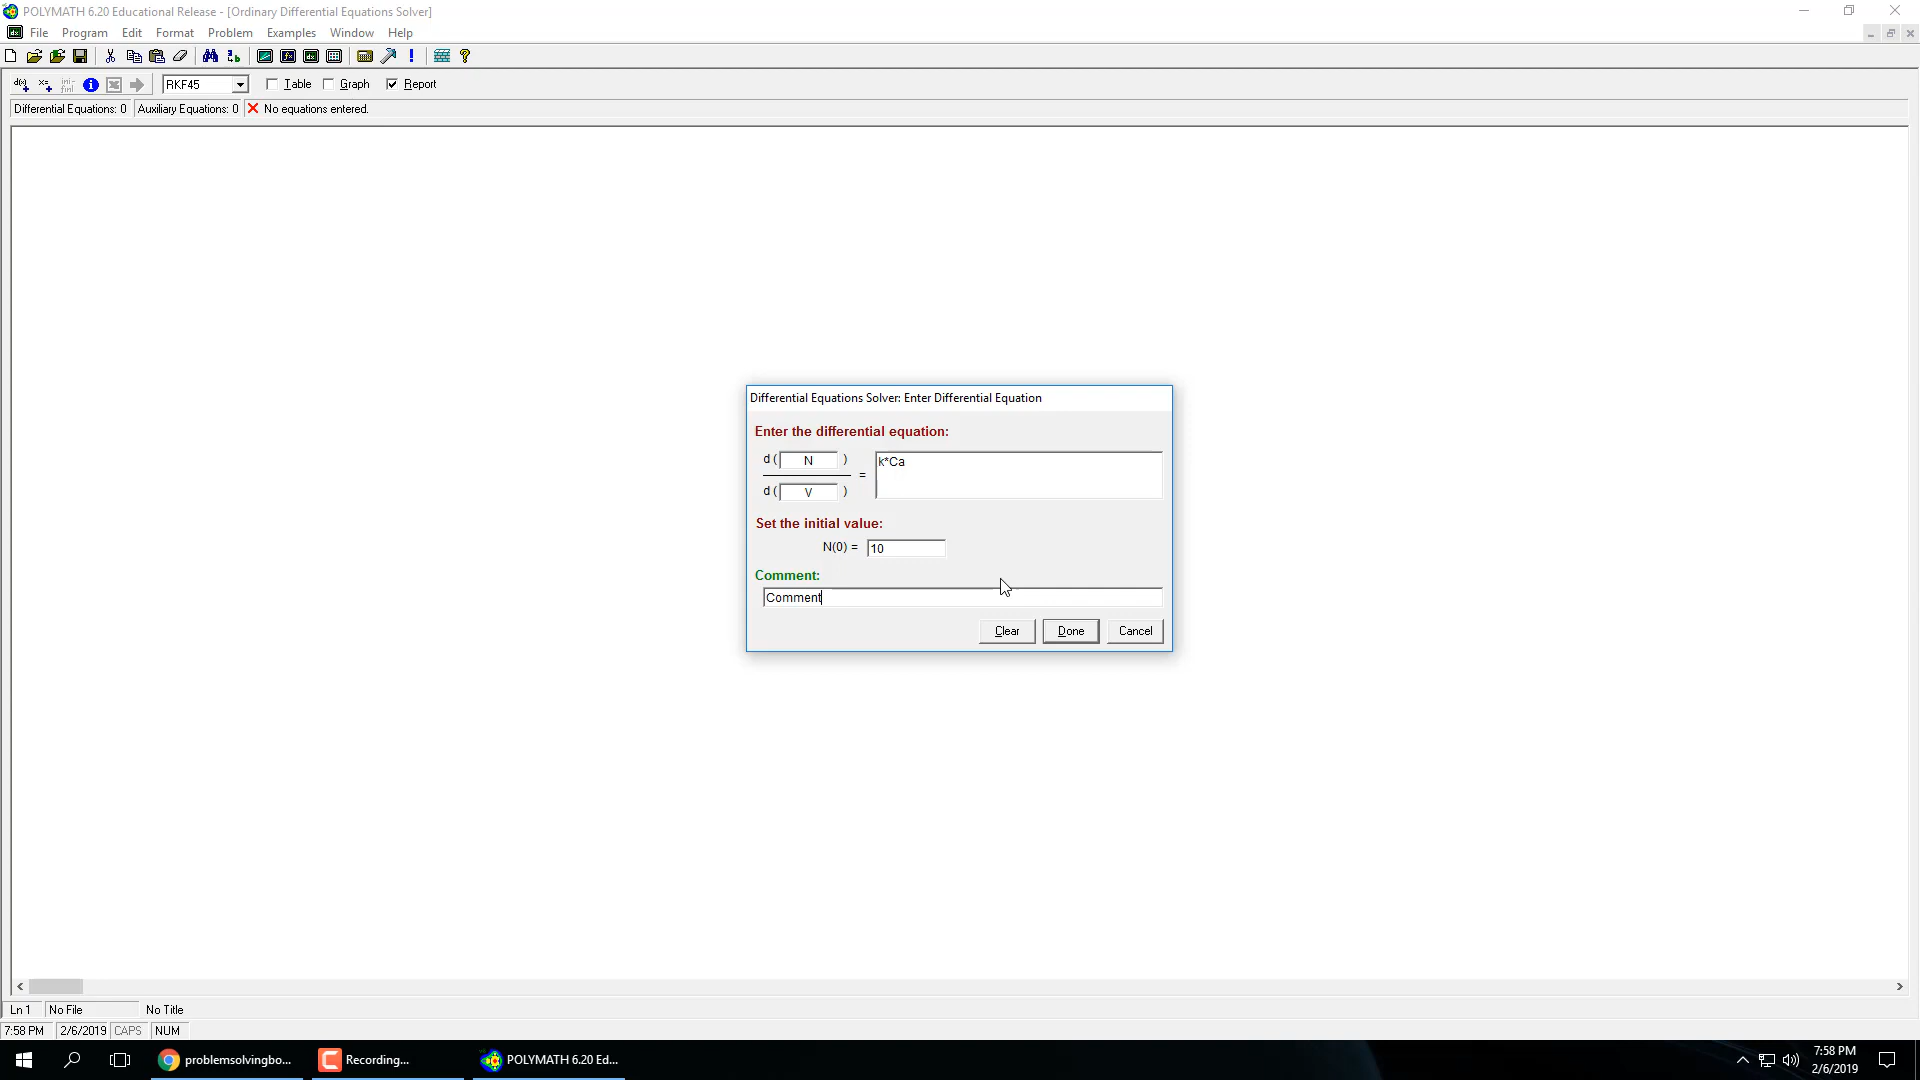 POLYMATH 6.20 Educational Release - [Ordinary Differential Equations Solver]
File Program Edit Format Problem Examples Window Help
d(x) x= ini- finl RKF45 Table Graph Report
Differential Equations: 0 Auxiliary Equations: 0 No equations entered.
Differential Equations Solver: Enter Differential Equation
Enter the differential equation:
d ( N )
= k*Ca
d ( V )
Set the initial value:
N(0) = 10
Comment:
Comment
Clear Done Cancel
Ln 1 No File No Title
7:58 PM 2/6/2019 CAPS NUM
problemsolvingbo... Recording... POLYMATH 6.20 Ed... 7:58 PM
2/6/2019